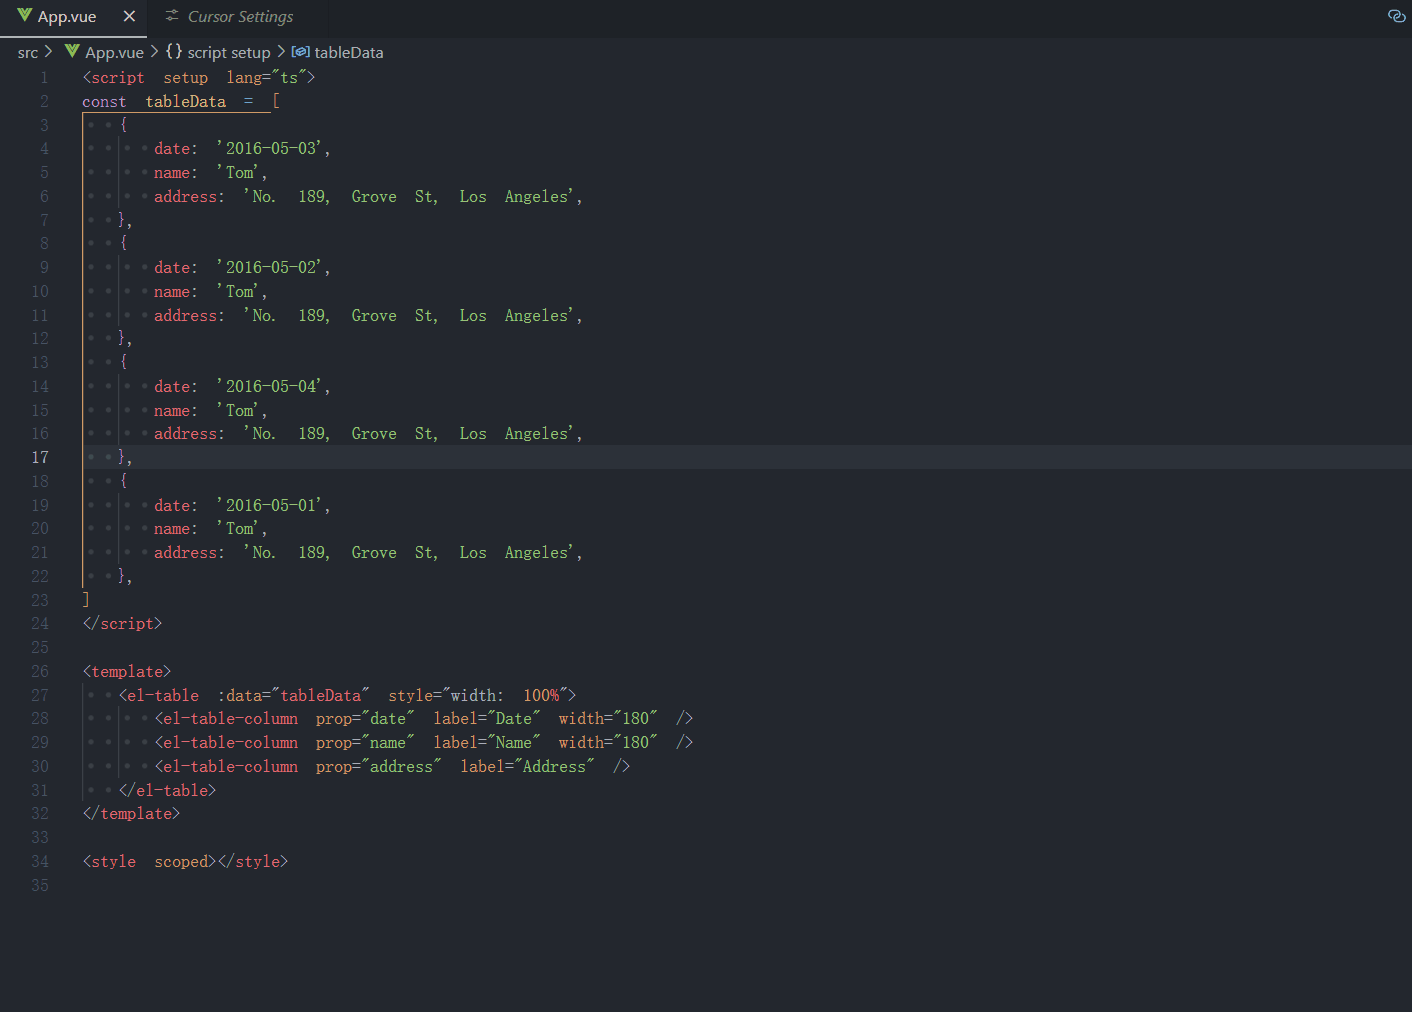 App.vue × Cursor Settings
src > App.vue > {} script setup > tableData
1 <script setup lang="ts">
2 const tableData = [
3 {
4 date: '2016-05-03',
5 name: 'Tom',
6 address: 'No. 189, Grove St, Los Angeles',
7 },
8 {
9 date: '2016-05-02',
10 name: 'Tom',
11 address: 'No. 189, Grove St, Los Angeles',
12 },
13 {
14 date: '2016-05-04',
15 name: 'Tom',
16 address: 'No. 189, Grove St, Los Angeles',
17 },
18 {
19 date: '2016-05-01',
20 name: 'Tom',
21 address: 'No. 189, Grove St, Los Angeles',
22 },
23 ]
24 </script>
25
26 <template>
27 <el-table :data="tableData" style="width: 100%">
28 <el-table-column prop="date" label="Date" width="180" />
29 <el-table-column prop="name" label="Name" width="180" />
30 <el-table-column prop="address" label="Address" />
31 </el-table>
32 </template>
33
34 <style scoped></style>
35